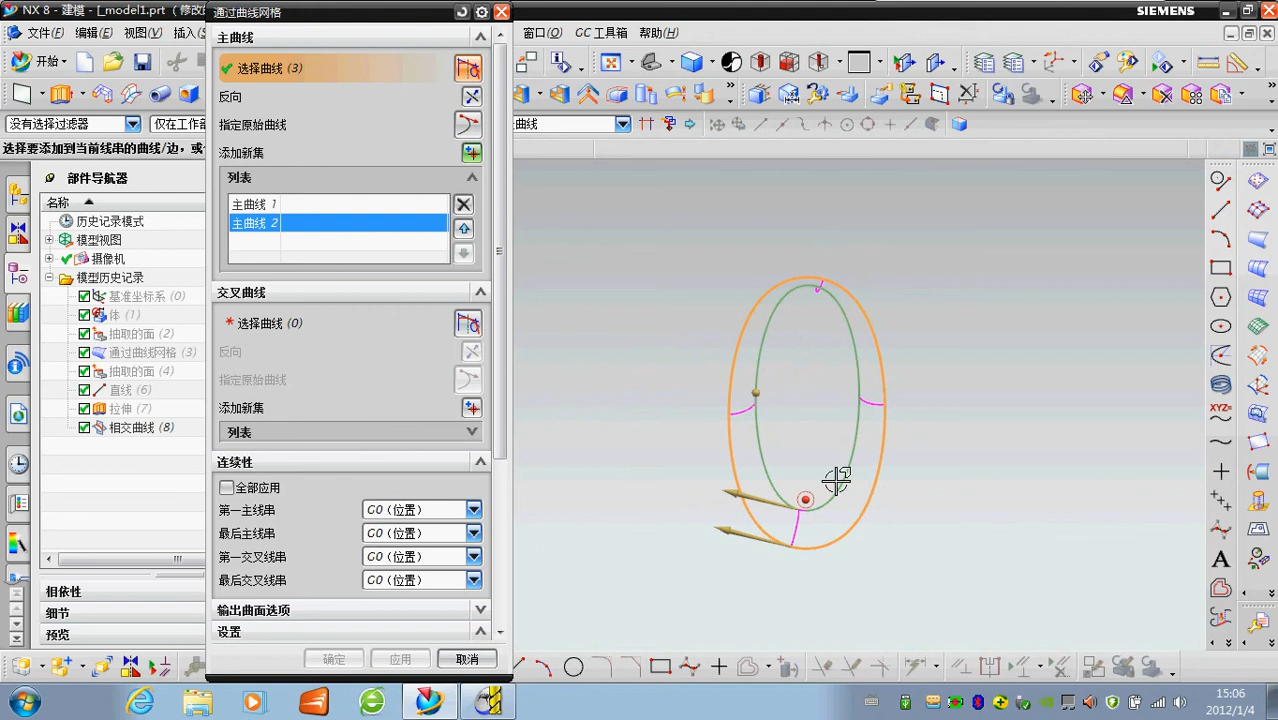 NX 8 - 建模 - [_model1.prt （修改
SIEMENS
文件(F) 编辑(E) 视图(V) 插入(
窗口(O) GC 工具箱 帮助(H)
开始
没有选择过滤器 仅在工作部
曲线
选择要添加到当前线串的曲线/边，或
部件导航器
名称
历史记录模式
模型视图
摄像机
模型历史记录
基准坐标系 (0)
体 (1)
抽取的面 (2)
通过曲线网格 (3)
抽取的面 (4)
直线 (6)
拉伸 (7)
相交曲线 (8)
相依性
细节
预览
通过曲线网格
主曲线
选择曲线 (3)
反向
指定原始曲线
添加新集
列表
主曲线 1
主曲线 2
交叉曲线
* 选择曲线 (0)
反向
指定原始曲线
添加新集
列表
连续性
全部应用
第一主线串 G0（位置）
最后主线串 G0（位置）
第一交叉线串 G0（位置）
最后交叉线串 G0（位置）
输出曲面选项
设置
确定 应用 取消
XYZ=
A
15:06
2012/1/4